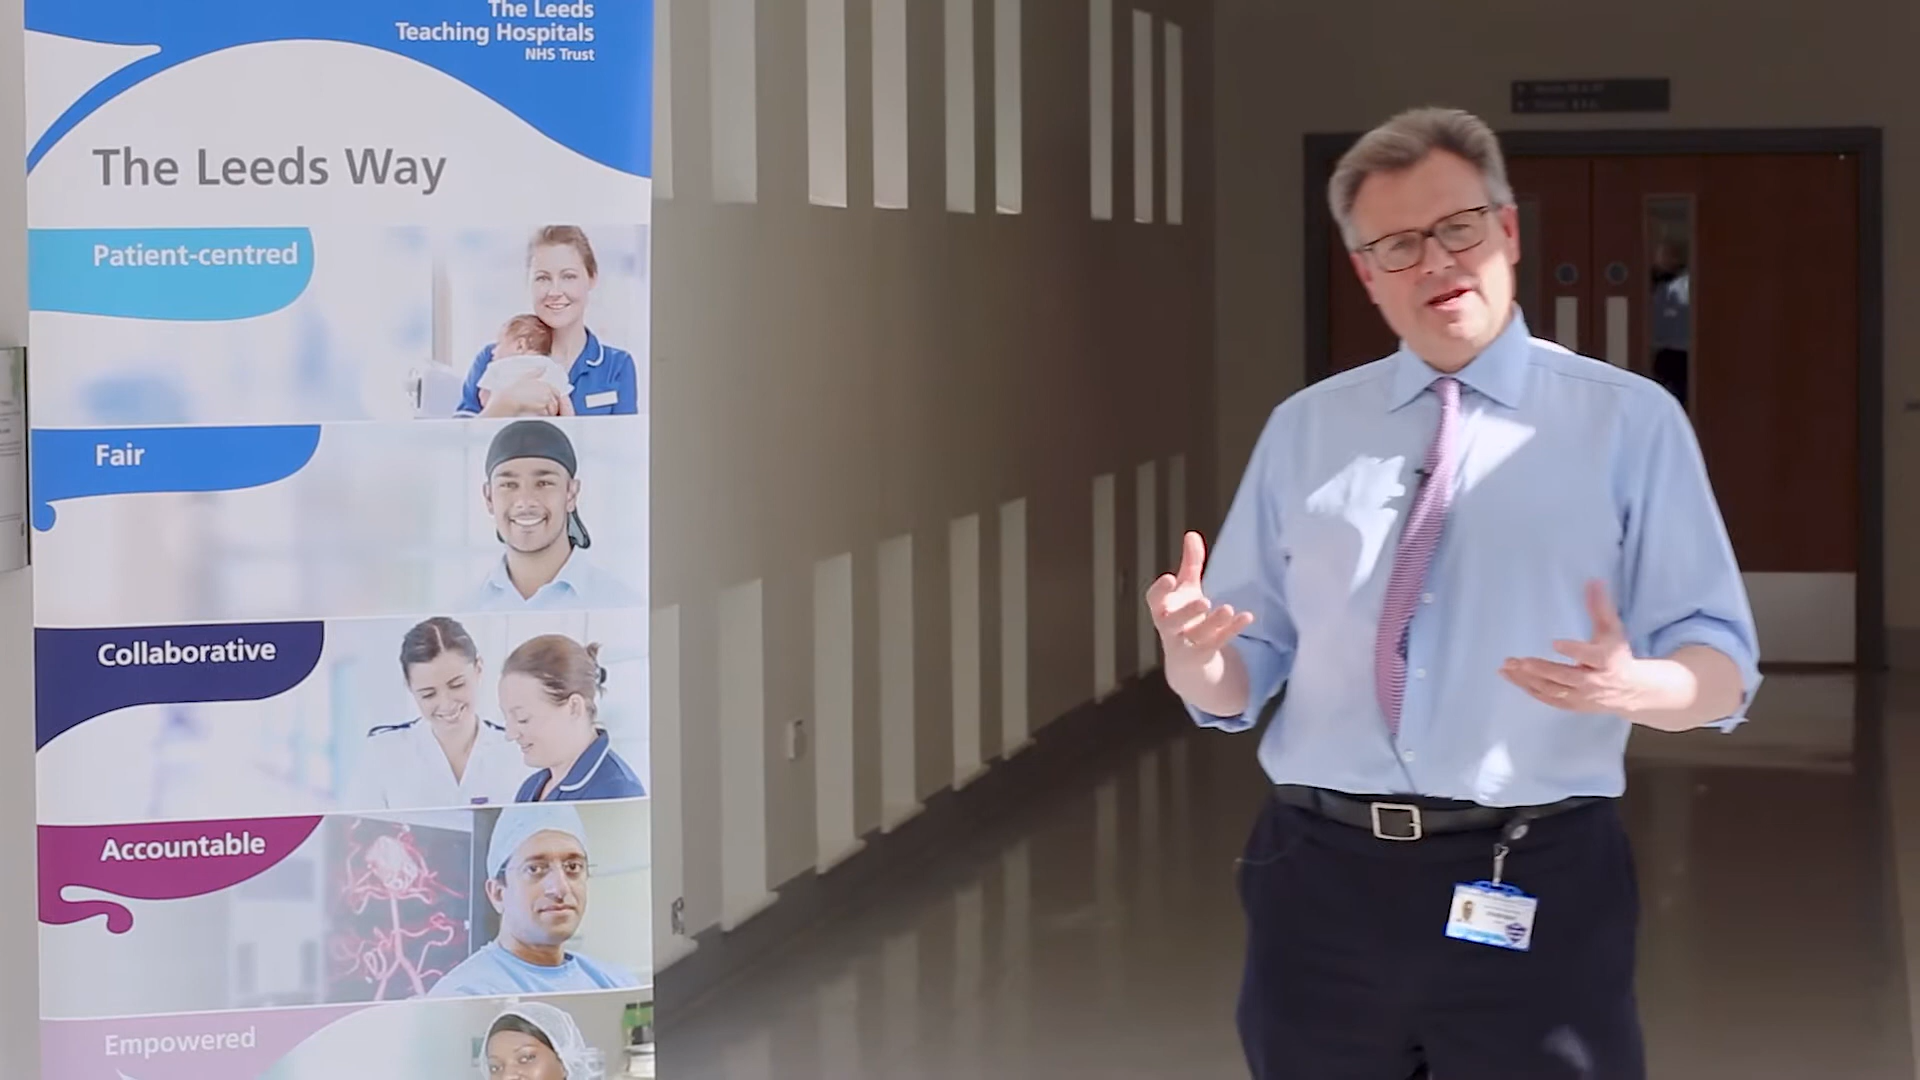 The Leeds
Teaching Hospitals
NHS Trust
The Leeds Way
Patient-centred
Fair
Collaborative
Accountable
Empowered